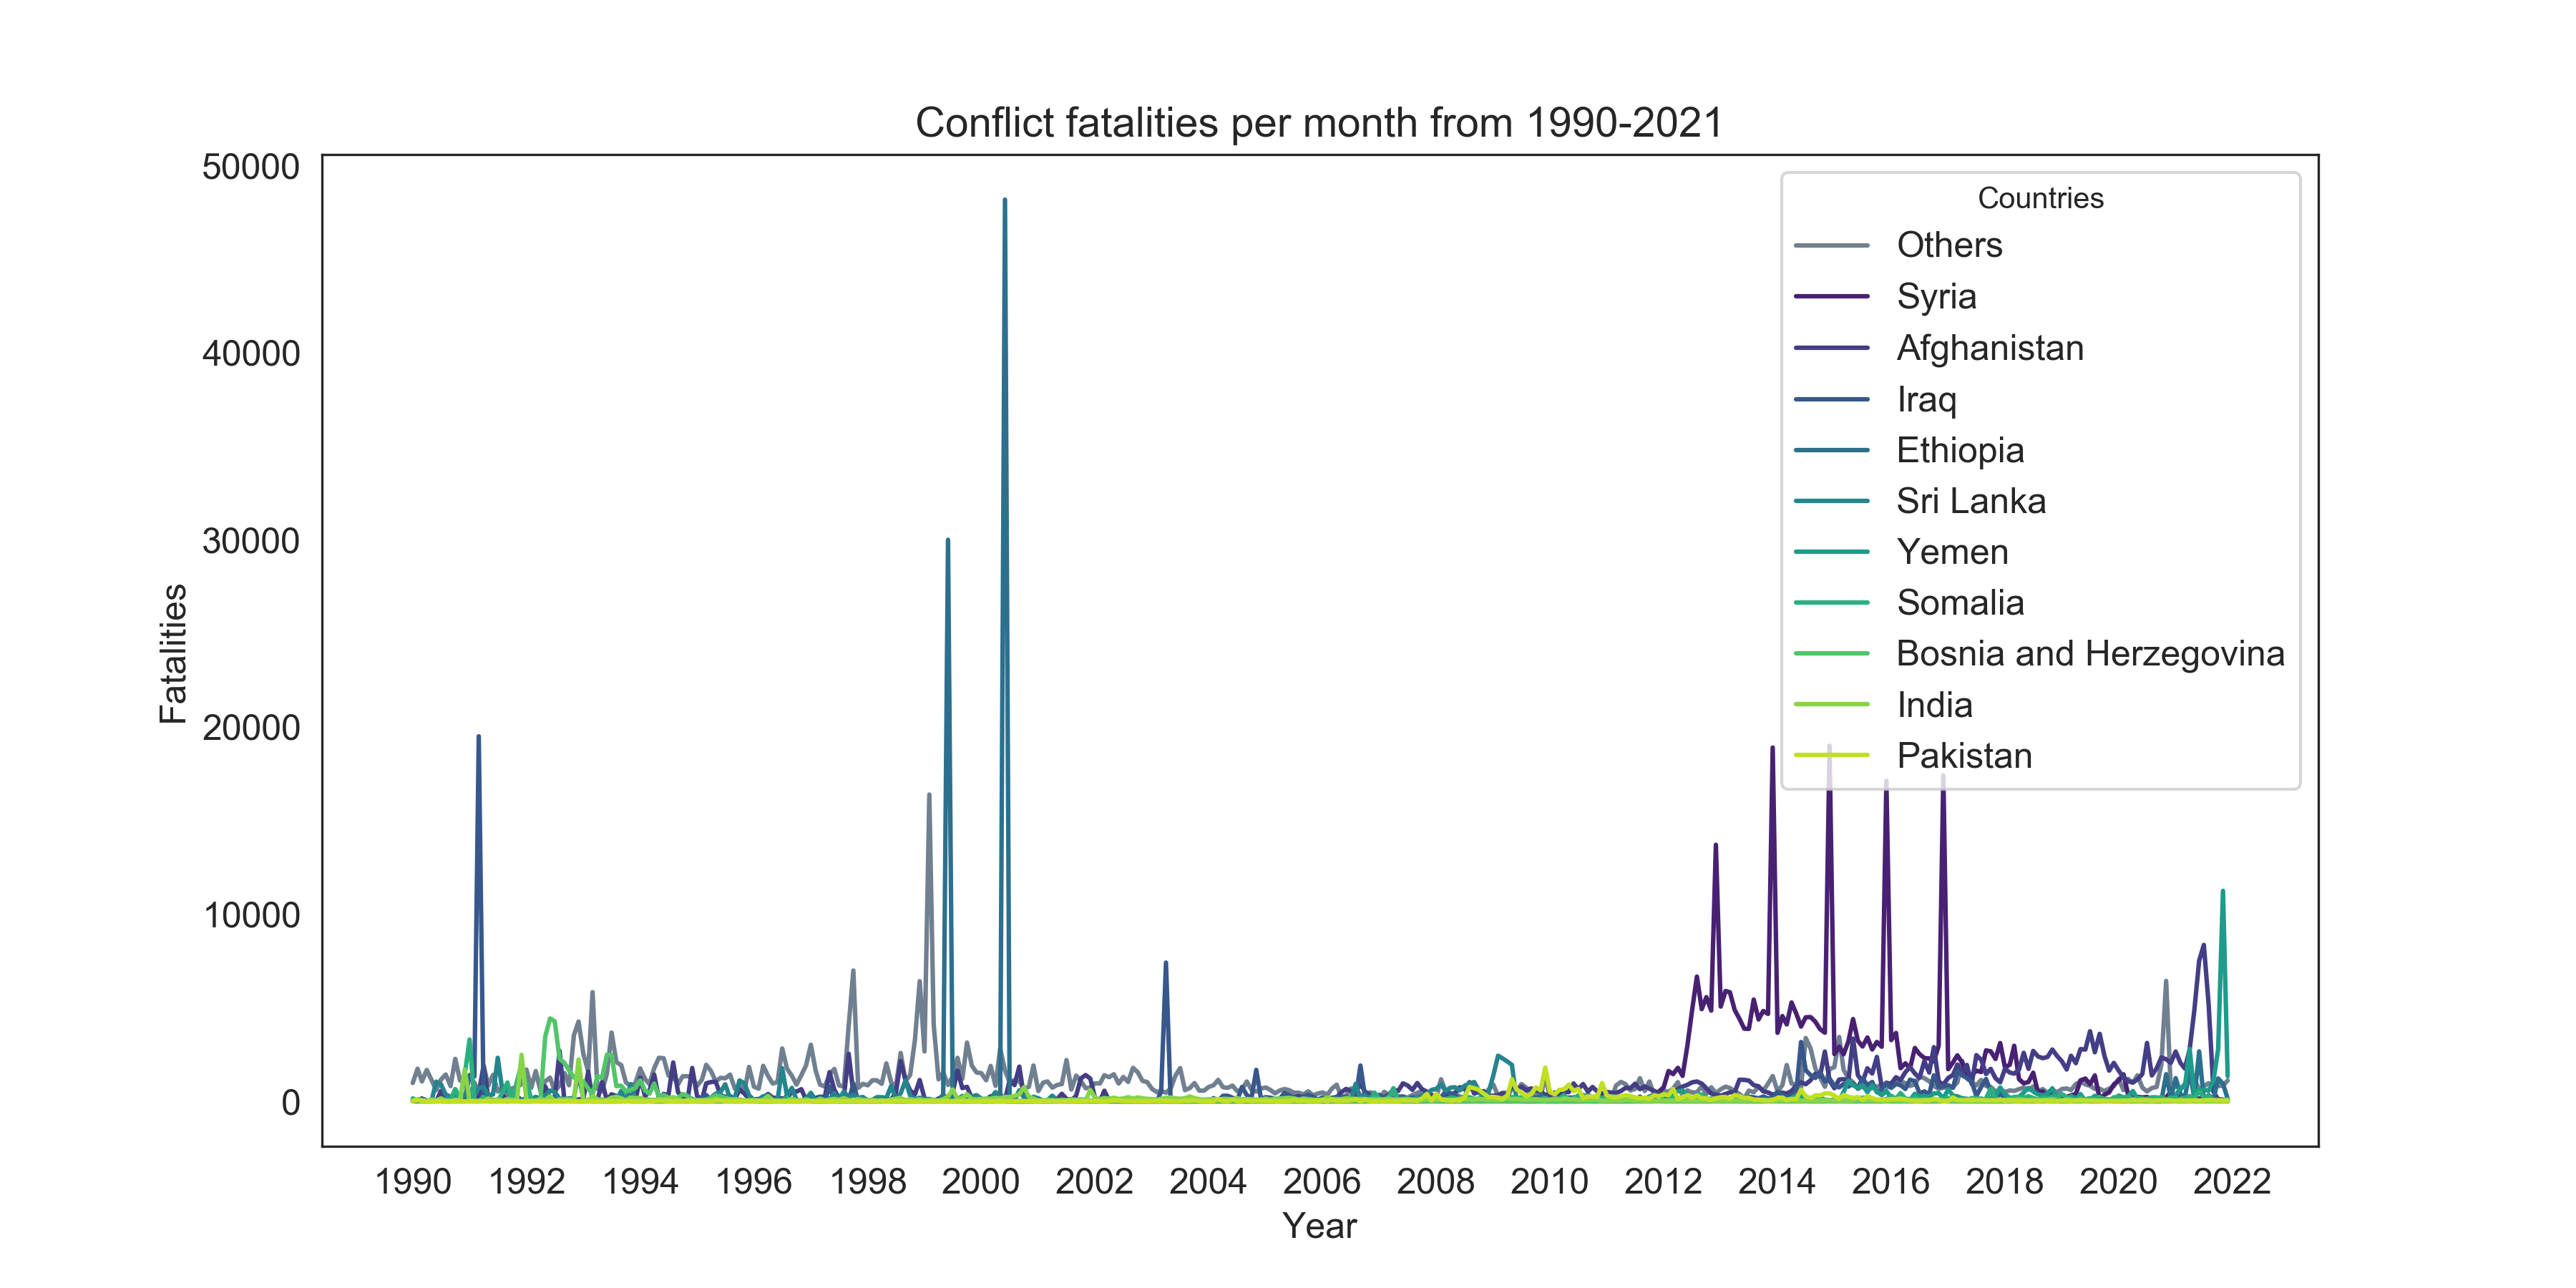 Conflict fatalities per month from 1990-2021
50000
40000
30000
20000
10000
0
Fatalities
Countries
Others
Syria
Afghanistan
Iraq
Ethiopia
Sri Lanka
Yemen
Somalia
Bosnia and Herzegovina
India
Pakistan
1990 1992 1994 1996 1998 2000 2002 2004 2006 2008 2010 2012 2014 2016 2018 2020 2022
Year